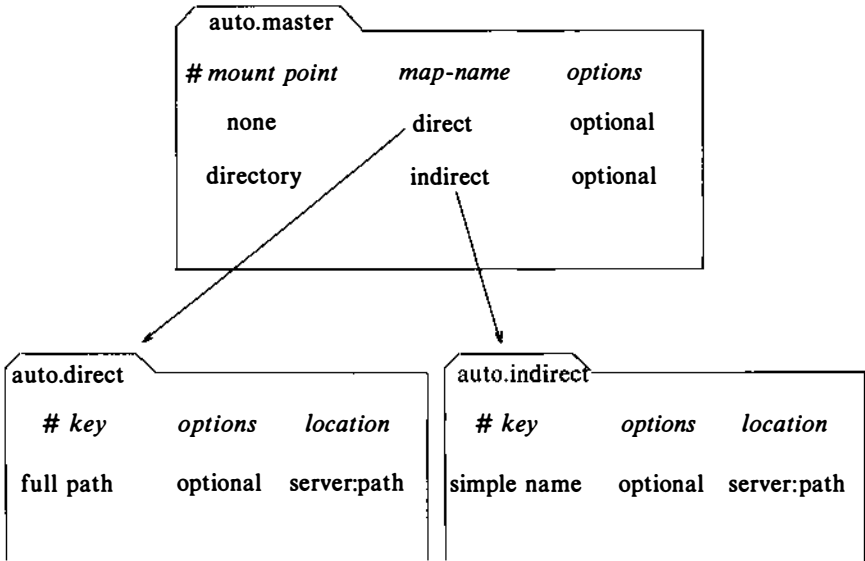 auto.master
# mount point map-name options
none direct optional
directory indirect optional
auto.direct
# key options location
full path optional server:path
auto.indirect
# key options location
simple name optional server:path